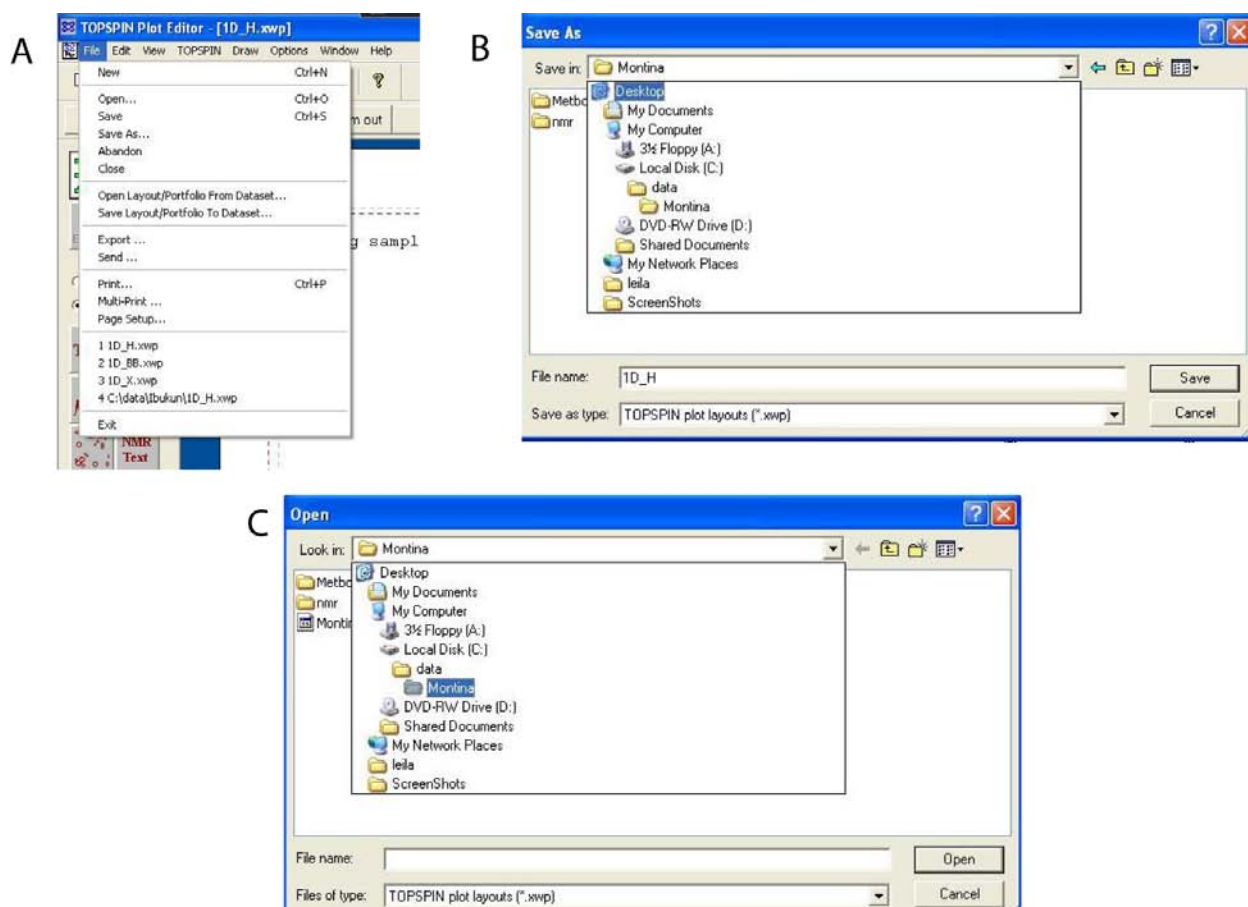 A
TOPSPIN Plot Editor - [1D_H.xwp]
File Edit View TOPSPIN Draw Options Window Help
New Ctrl+N
Open... Ctrl+O
Save Ctrl+S
Save As...
Abandon
Close
Open Layout/Portfolio From Dataset...
Save Layout/Portfolio To Dataset...
Export ...
Send ...
Print... Ctrl+P
Multi-Print ...
Page Setup...
1 1D_H.xwp
2 1D_BB.xwp
3 1D_X.xwp
4 C:\data\Ibukun\1D_H.xwp
Exit
m out
g sampl
NMR
Text
B
Save As
Save in: Montina
Metbo
nmr
Desktop
My Documents
My Computer
3½ Floppy (A:)
Local Disk (C:)
data
Montina
DVD-RW Drive (D:)
Shared Documents
My Network Places
leila
ScreenShots
File name: 1D_H
Save
Save as type: TOPSPIN plot layouts (*.xwp)
Cancel
C
Open
Look in: Montina
Metbo
nmr
Montin
Desktop
My Documents
My Computer
3½ Floppy (A:)
Local Disk (C:)
data
Montina
DVD-RW Drive (D:)
Shared Documents
My Network Places
leila
ScreenShots
File name:
Open
Files of type: TOPSPIN plot layouts (*.xwp)
Cancel